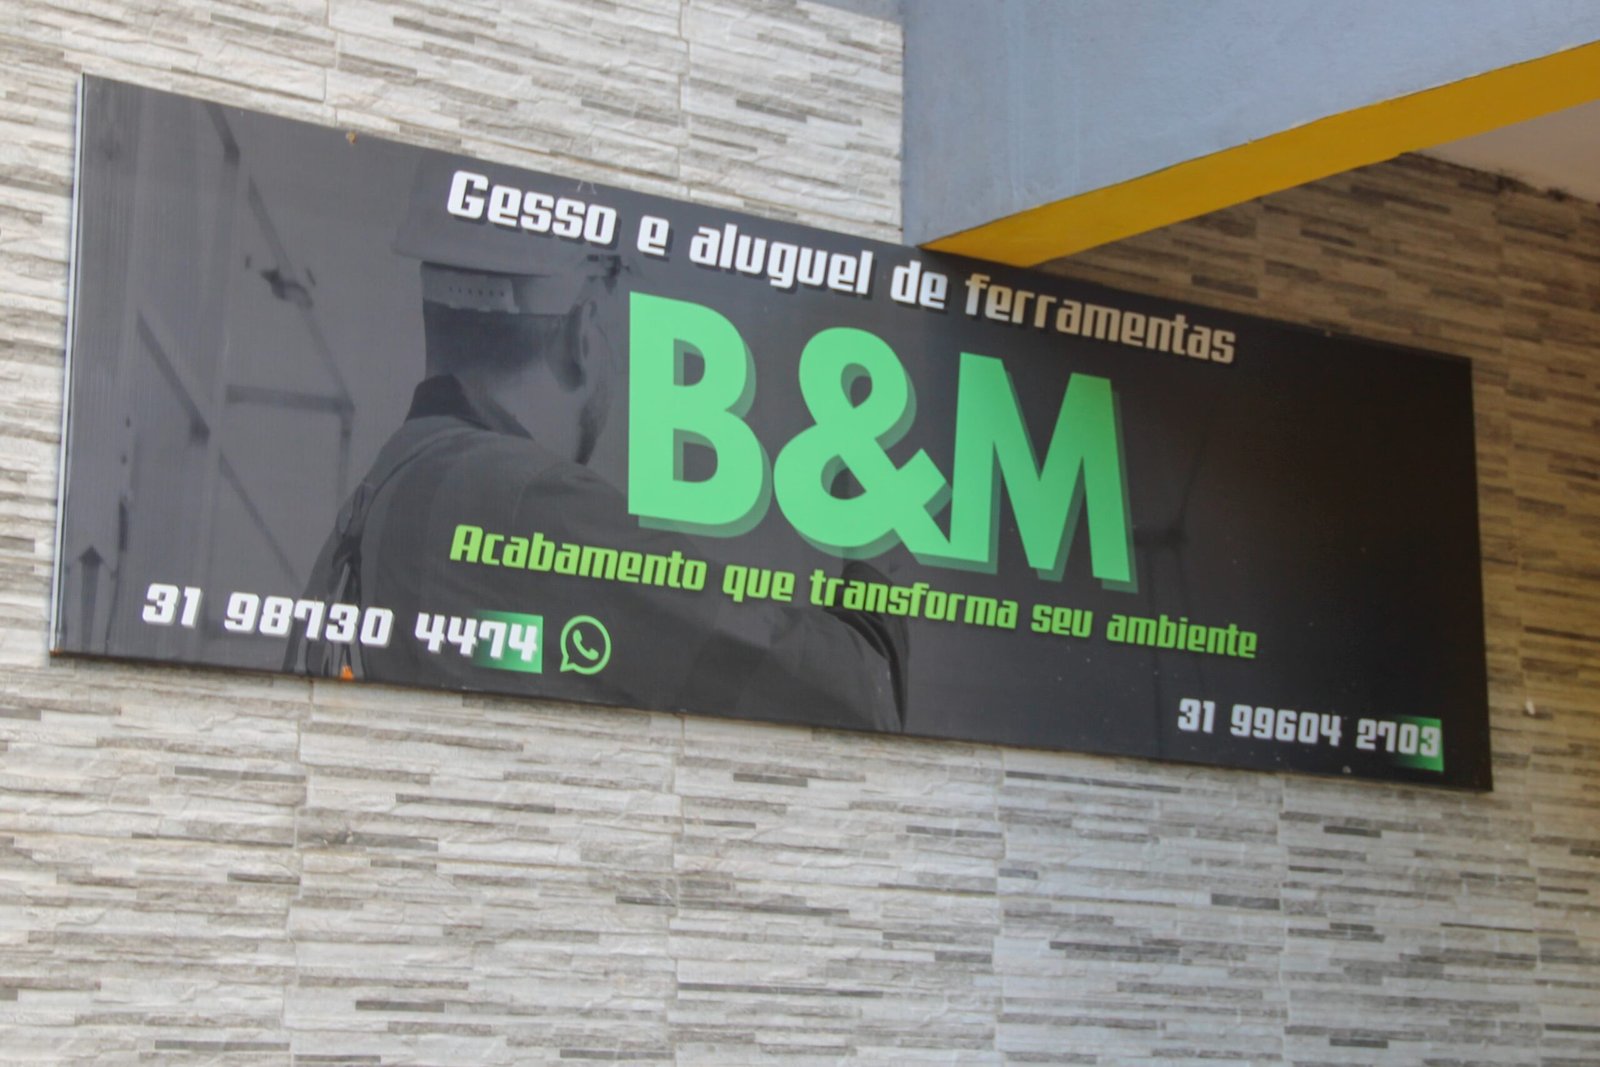 Gesso e aluguel de ferramentas
B&M
Acabamento que transforma seu ambiente
31 98730 4474
31 99604 2703